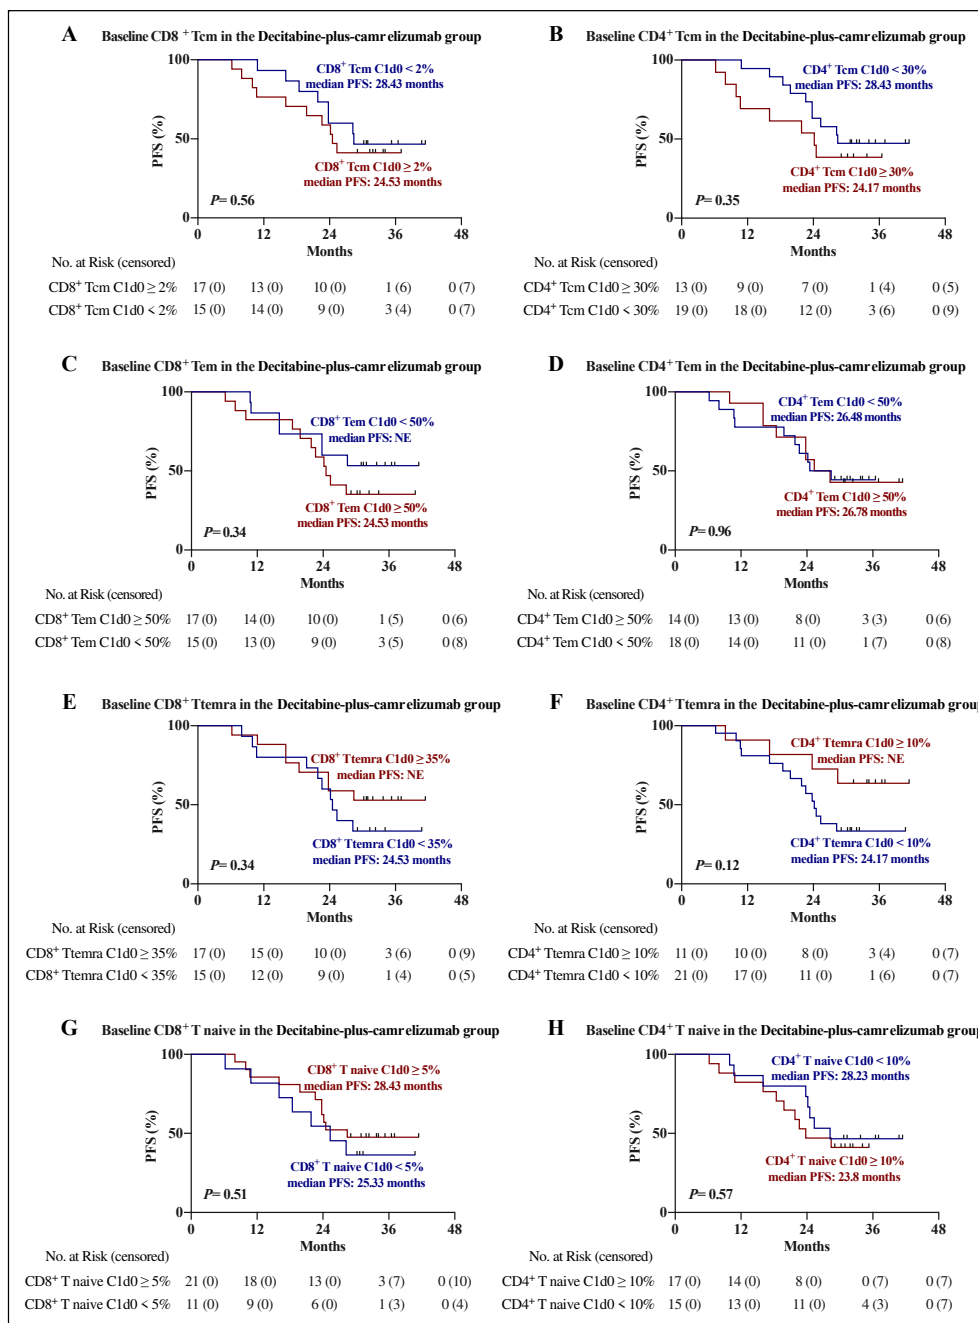 A Baseline CD8⁺ Tcm in the Decitabine-plus-camrelizumab group
100
50
0
PFS (%)
CD8⁺ Tcm C1d0 < 2%
median PFS: 28.43 months
CD8⁺ Tcm C1d0 ≥ 2%
median PFS: 24.53 months
P= 0.56
0 12 24 36 48
Months
No. at Risk (censored)
CD8⁺ Tcm C1d0 ≥ 2% 17 (0) 13 (0) 10 (0) 1 (6) 0 (7)
CD8⁺ Tcm C1d0 < 2% 15 (0) 14 (0) 9 (0) 3 (4) 0 (7)
B Baseline CD4⁺ Tcm in the Decitabine-plus-camrelizumab group
100
50
0
PFS (%)
CD4⁺ Tcm C1d0 < 30%
median PFS: 28.43 months
CD4⁺ Tcm C1d0 ≥ 30%
median PFS: 24.17 months
P= 0.35
0 12 24 36 48
Months
No. at Risk (censored)
CD4⁺ Tcm C1d0 ≥ 30% 13 (0) 9 (0) 7 (0) 1 (4) 0 (5)
CD4⁺ Tcm C1d0 < 30% 19 (0) 18 (0) 12 (0) 3 (6) 0 (9)
C Baseline CD8⁺ Tem in the Decitabine-plus-camrelizumab group
100
50
0
PFS (%)
CD8⁺ Tem C1d0 < 50%
median PFS: NE
CD8⁺ Tem C1d0 ≥ 50%
median PFS: 24.53 months
P= 0.34
0 12 24 36 48
Months
No. at Risk (censored)
CD8⁺ Tem C1d0 ≥ 50% 17 (0) 14 (0) 10 (0) 1 (5) 0 (6)
CD8⁺ Tem C1d0 < 50% 15 (0) 13 (0) 9 (0) 3 (5) 0 (8)
D Baseline CD4⁺ Tem in the Decitabine-plus-camrelizumab group
100
50
0
PFS (%)
CD4⁺ Tem C1d0 < 50%
median PFS: 26.48 months
CD4⁺ Tem C1d0 ≥ 50%
median PFS: 26.78 months
P= 0.96
0 12 24 36 48
Months
No. at Risk (censored)
CD4⁺ Tem C1d0 ≥ 50% 14 (0) 13 (0) 8 (0) 3 (3) 0 (6)
CD4⁺ Tem C1d0 < 50% 18 (0) 14 (0) 11 (0) 1 (7) 0 (8)
E Baseline CD8⁺ Ttemra in the Decitabine-plus-camrelizumab group
100
50
0
PFS (%)
CD8⁺ Ttemra C1d0 ≥ 35%
median PFS: NE
CD8⁺ Ttemra C1d0 < 35%
median PFS: 24.53 months
P= 0.34
0 12 24 36 48
Months
No. at Risk (censored)
CD8⁺ Ttemra C1d0 ≥ 35% 17 (0) 15 (0) 10 (0) 3 (6) 0 (9)
CD8⁺ Ttemra C1d0 < 35% 15 (0) 12 (0) 9 (0) 1 (4) 0 (5)
F Baseline CD4⁺ Ttemra in the Decitabine-plus-camrelizumab group
100
50
0
PFS (%)
CD4⁺ Ttemra C1d0 ≥ 10%
median PFS: NE
CD4⁺ Ttemra C1d0 < 10%
median PFS: 24.17 months
P= 0.12
0 12 24 36 48
Months
No. at Risk (censored)
CD4⁺ Ttemra C1d0 ≥ 10% 11 (0) 10 (0) 8 (0) 3 (4) 0 (7)
CD4⁺ Ttemra C1d0 < 10% 21 (0) 17 (0) 11 (0) 1 (6) 0 (7)
G Baseline CD8⁺ T naive in the Decitabine-plus-camrelizumab group
100
50
0
PFS (%)
CD8⁺ T naive C1d0 ≥ 5%
median PFS: 28.43 months
CD8⁺ T naive C1d0 < 5%
median PFS: 25.33 months
P= 0.51
0 12 24 36 48
Months
No. at Risk (censored)
CD8⁺ T naive C1d0 ≥ 5% 21 (0) 18 (0) 13 (0) 3 (7) 0 (10)
CD8⁺ T naive C1d0 < 5% 11 (0) 9 (0) 6 (0) 1 (3) 0 (4)
H Baseline CD4⁺ T naive in the Decitabine-plus-camrelizumab group
100
50
0
PFS (%)
CD4⁺ T naive C1d0 < 10%
median PFS: 28.23 months
CD4⁺ T naive C1d0 ≥ 10%
median PFS: 23.8 months
P= 0.57
0 12 24 36 48
Months
No. at Risk (censored)
CD4⁺ T naive C1d0 ≥ 10% 17 (0) 14 (0) 8 (0) 0 (7) 0 (7)
CD4⁺ T naive C1d0 < 10% 15 (0) 13 (0) 11 (0) 4 (3) 0 (7)